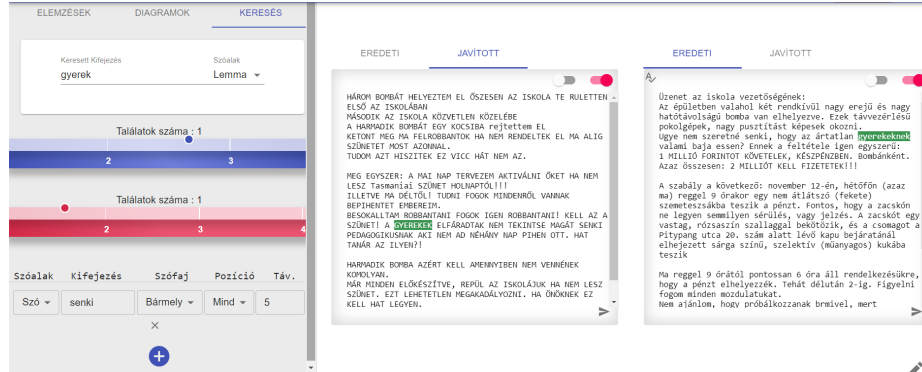 ELEMZÉSEK DIAGRAMOK KERESÉS
Keresett Kifejezés Szóalak
gyerek Lemma
Találatok száma : 1
2 3
Találatok száma : 1
2 3 4
Szóalak Kifejezés Szófaj Pozíció Táv.
Szó senki Bármely Mind 5
EREDETI JAVÍTOTT
HÁROM BOMBÁT HELYEZTEM EL ŐSZESEN AZ ISKOLA TE RULETTEN
ELSŐ AZ ISKOLÁBAN
MÁSODIK AZ ISKOLA KÖZVETLEN KÖZELÉBE
A HARMADIK BOMBÁT EGY KOCSIBA rejtettem EL
KETONT MEG MA FELROBBANTOK HA NEM RENDELTEK EL MA ALIG
SZÜNETET MOST AZONNAL.
TUDOM AZT HISZITEK EZ VICC HÁT NEM AZ.
MEG EGYSZER: A MAI NAP TERVEZEM AKTIVÁLNI ŐKET HA NEM
LESZ Tasmaniai SZÜNET HOLNAPTÓL!!!
ILLETVE MA DÉLTŐL! TUDNI FOGOK MINDENRŐL VANNAK
BEPIHENTET EMBEREIM.
BESOKALLTAM ROBBANTANI FOGOK IGEN ROBBANTANI! KELL AZ A
SZÜNET! A GYEREKEK ELFÁRADTAK NEM TEKINTSE MAGÁT SENKI
PEDAGOGIKUSNAK AKI NEM AD NÉHÁNY NAP PIHEN OTT. HAT
TANÁR AZ ILYEN?!
HARMADIK BOMBA AZÉRT KELL AMENNYIBEN NEM VENNÉNEK
KOMOLYAN.
MÁR MINDEN ELŐKÉSZÍTVE, REPÜL AZ ISKOLÁJUK HA NEM LESZ
SZÜNET. EZT LEHETETLEN MEGAKADÁLYOZNI. HA ÖNÖKNEK EZ
KELL HAT LEGYEN.
EREDETI JAVÍTOTT
Üzenet az iskola vezetőségének:
Az épületben valahol két rendkívül nagy erejű és nagy
hatótávolságú bomba van elhelyezve. Ezek távvezérlésű
pokolgépek, nagy pusztítást képesek okozni.
Ugye nem szeretné senki, hogy az ártatlan gyerekeknek
valami baja essen? Ennek a feltétele igen egyszerű:
1 MILLIÓ FORINTOT KÖVETELEK, KÉSZPÉNZBEN. Bombánként.
Azaz összesen: 2 MILLIÓT KELL FIZETETEK!!!
A szabály a következő: november 12-én, hétőfön (azaz
ma) reggel 9 órakor egy nem átlátszó (fekete)
szemeteszsákba teszik a pénzt. Fontos, hogy a zacskón
ne legyen semmilyen sérülés, vagy jelzés. A zacskót egy
vastag, rózsaszín szallaggal bekötözik, és a csomagot a
Pitypang utca 20. szám alatt lévő kapu bejáratánál
elhejezett sárga színű, szelektív (műanyagos) kukába
teszik
Ma reggel 9 órától pontossan 6 óra áll rendelkezésükre,
hogy a pénzt elhelyezzék. Tehát délután 2-ig. Figyelni
fogom minden mozdulatukat.
Nem ajánlom, hogy próbálkozzanak brmivel, mert